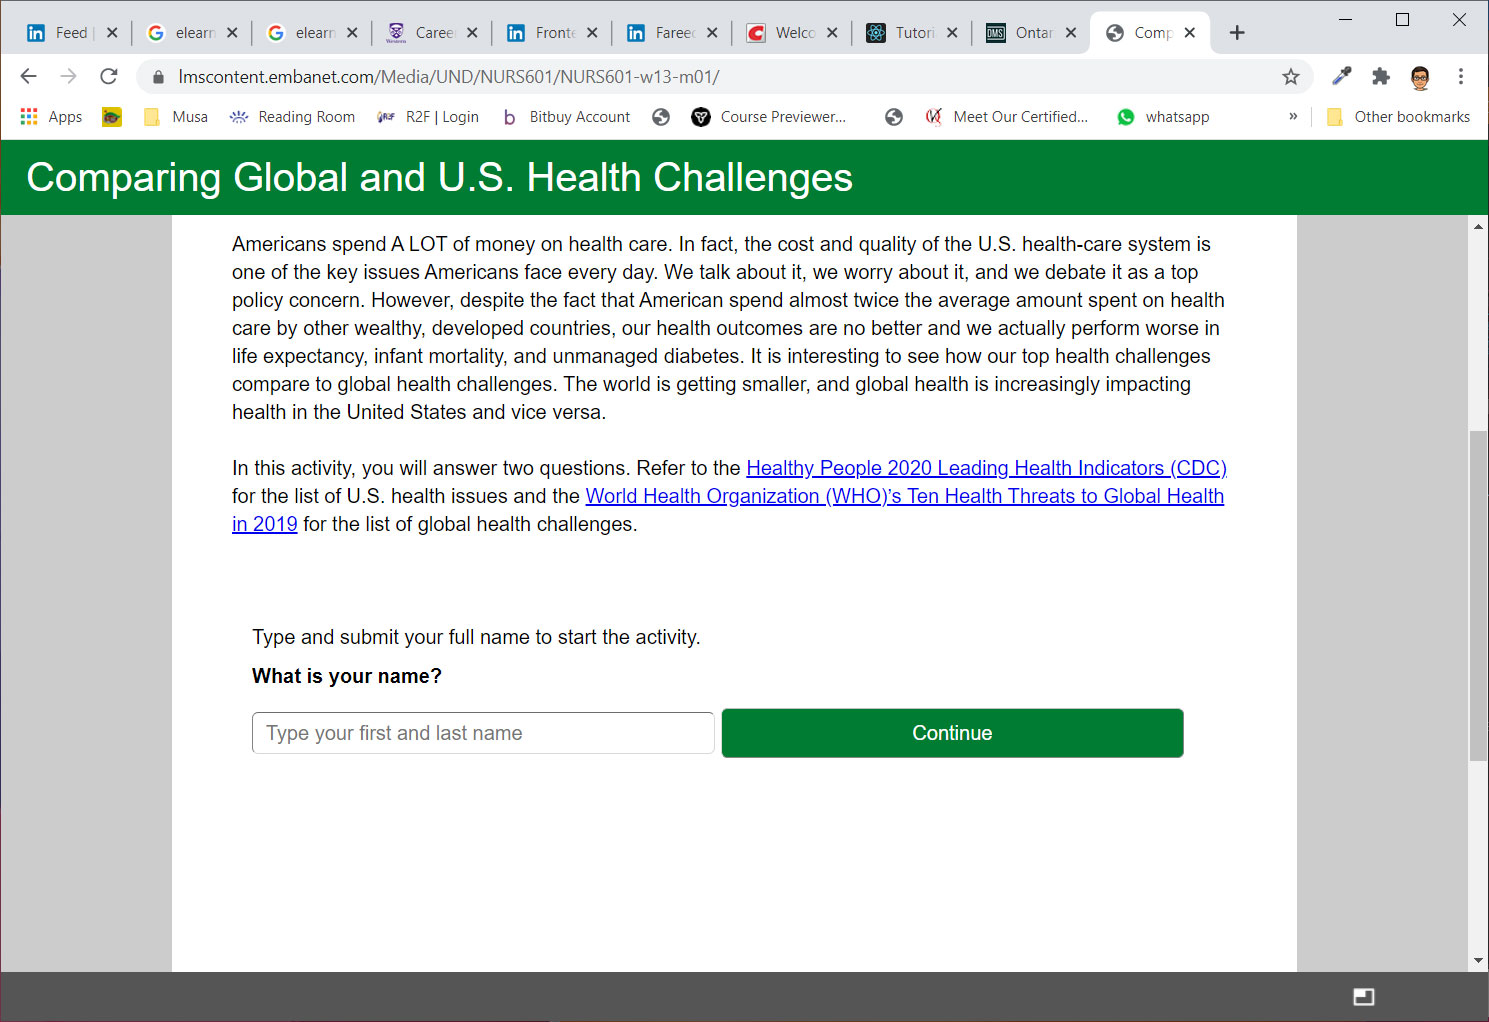 Feed
elearn
elearn
Career
Fronte
Fareed
Welco
Tutori
Ontar
Comp
lmscontent.embanet.com/Media/UND/NURS601/NURS601-w13-m01/
Apps
Musa
Reading Room
R2F | Login
Bitbuy Account
Course Previewer...
Meet Our Certified...
whatsapp
»
Other bookmarks
Comparing Global and U.S. Health Challenges
Americans spend A LOT of money on health care. In fact, the cost and quality of the U.S. health-care system is
one of the key issues Americans face every day. We talk about it, we worry about it, and we debate it as a top
policy concern. However, despite the fact that American spend almost twice the average amount spent on health
care by other wealthy, developed countries, our health outcomes are no better and we actually perform worse in
life expectancy, infant mortality, and unmanaged diabetes. It is interesting to see how our top health challenges
compare to global health challenges. The world is getting smaller, and global health is increasingly impacting
health in the United States and vice versa.
In this activity, you will answer two questions. Refer to the Healthy People 2020 Leading Health Indicators (CDC)
for the list of U.S. health issues and the World Health Organization (WHO)’s Ten Health Threats to Global Health
in 2019 for the list of global health challenges.
Type and submit your full name to start the activity.
What is your name?
Type your first and last name
Continue